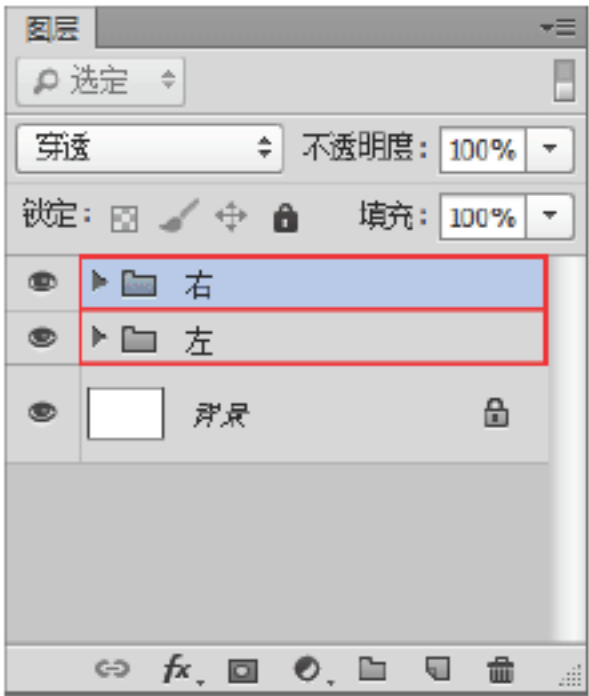 图层
选定
穿透 不透明度： 100%
锁定： 填充： 100%
右
左
背景
fx.